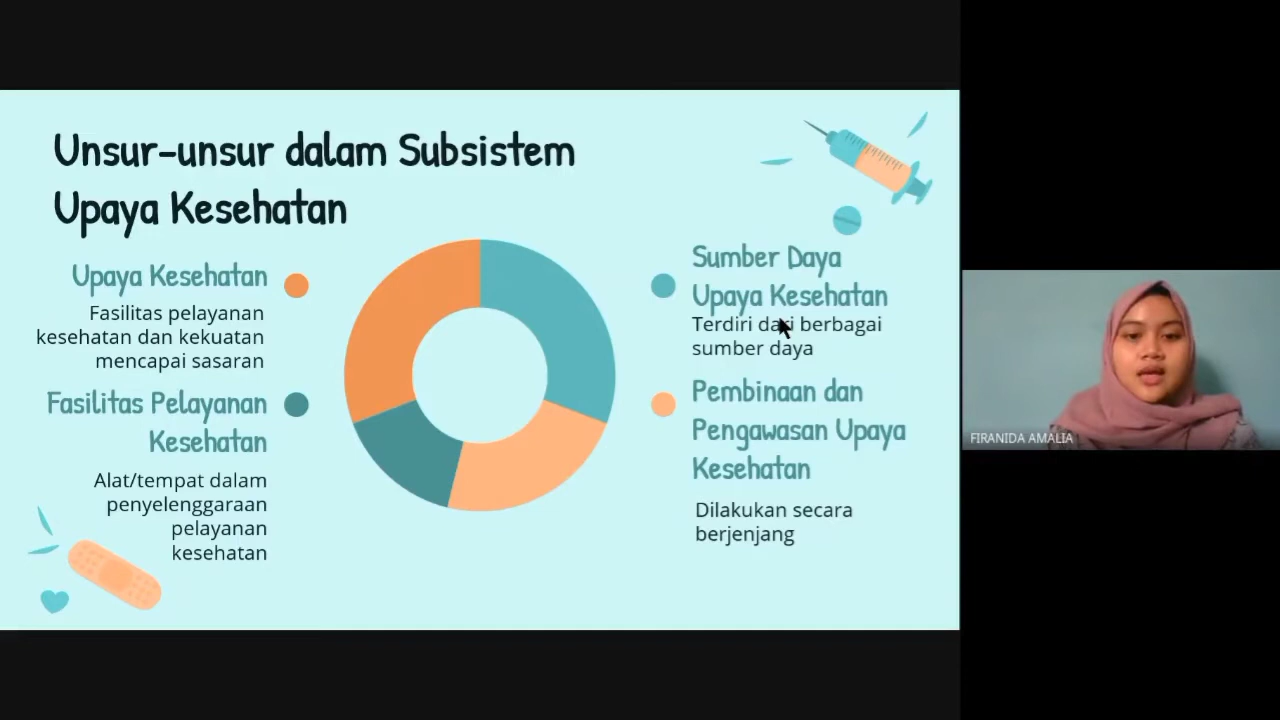 Unsur-unsur dalam Subsistem
Upaya Kesehatan
Upaya Kesehatan
Fasilitas pelayanan
kesehatan dan kekuatan
mencapai sasaran
Fasilitas Pelayanan
Kesehatan
Alat/tempat dalam
penyelenggaraan
pelayanan
kesehatan
Sumber Daya
Upaya Kesehatan
Terdiri dari berbagai
sumber daya
Pembinaan dan
Pengawasan Upaya
Kesehatan
Dilakukan secara
berjenjang
FIRANIDA AMALIA